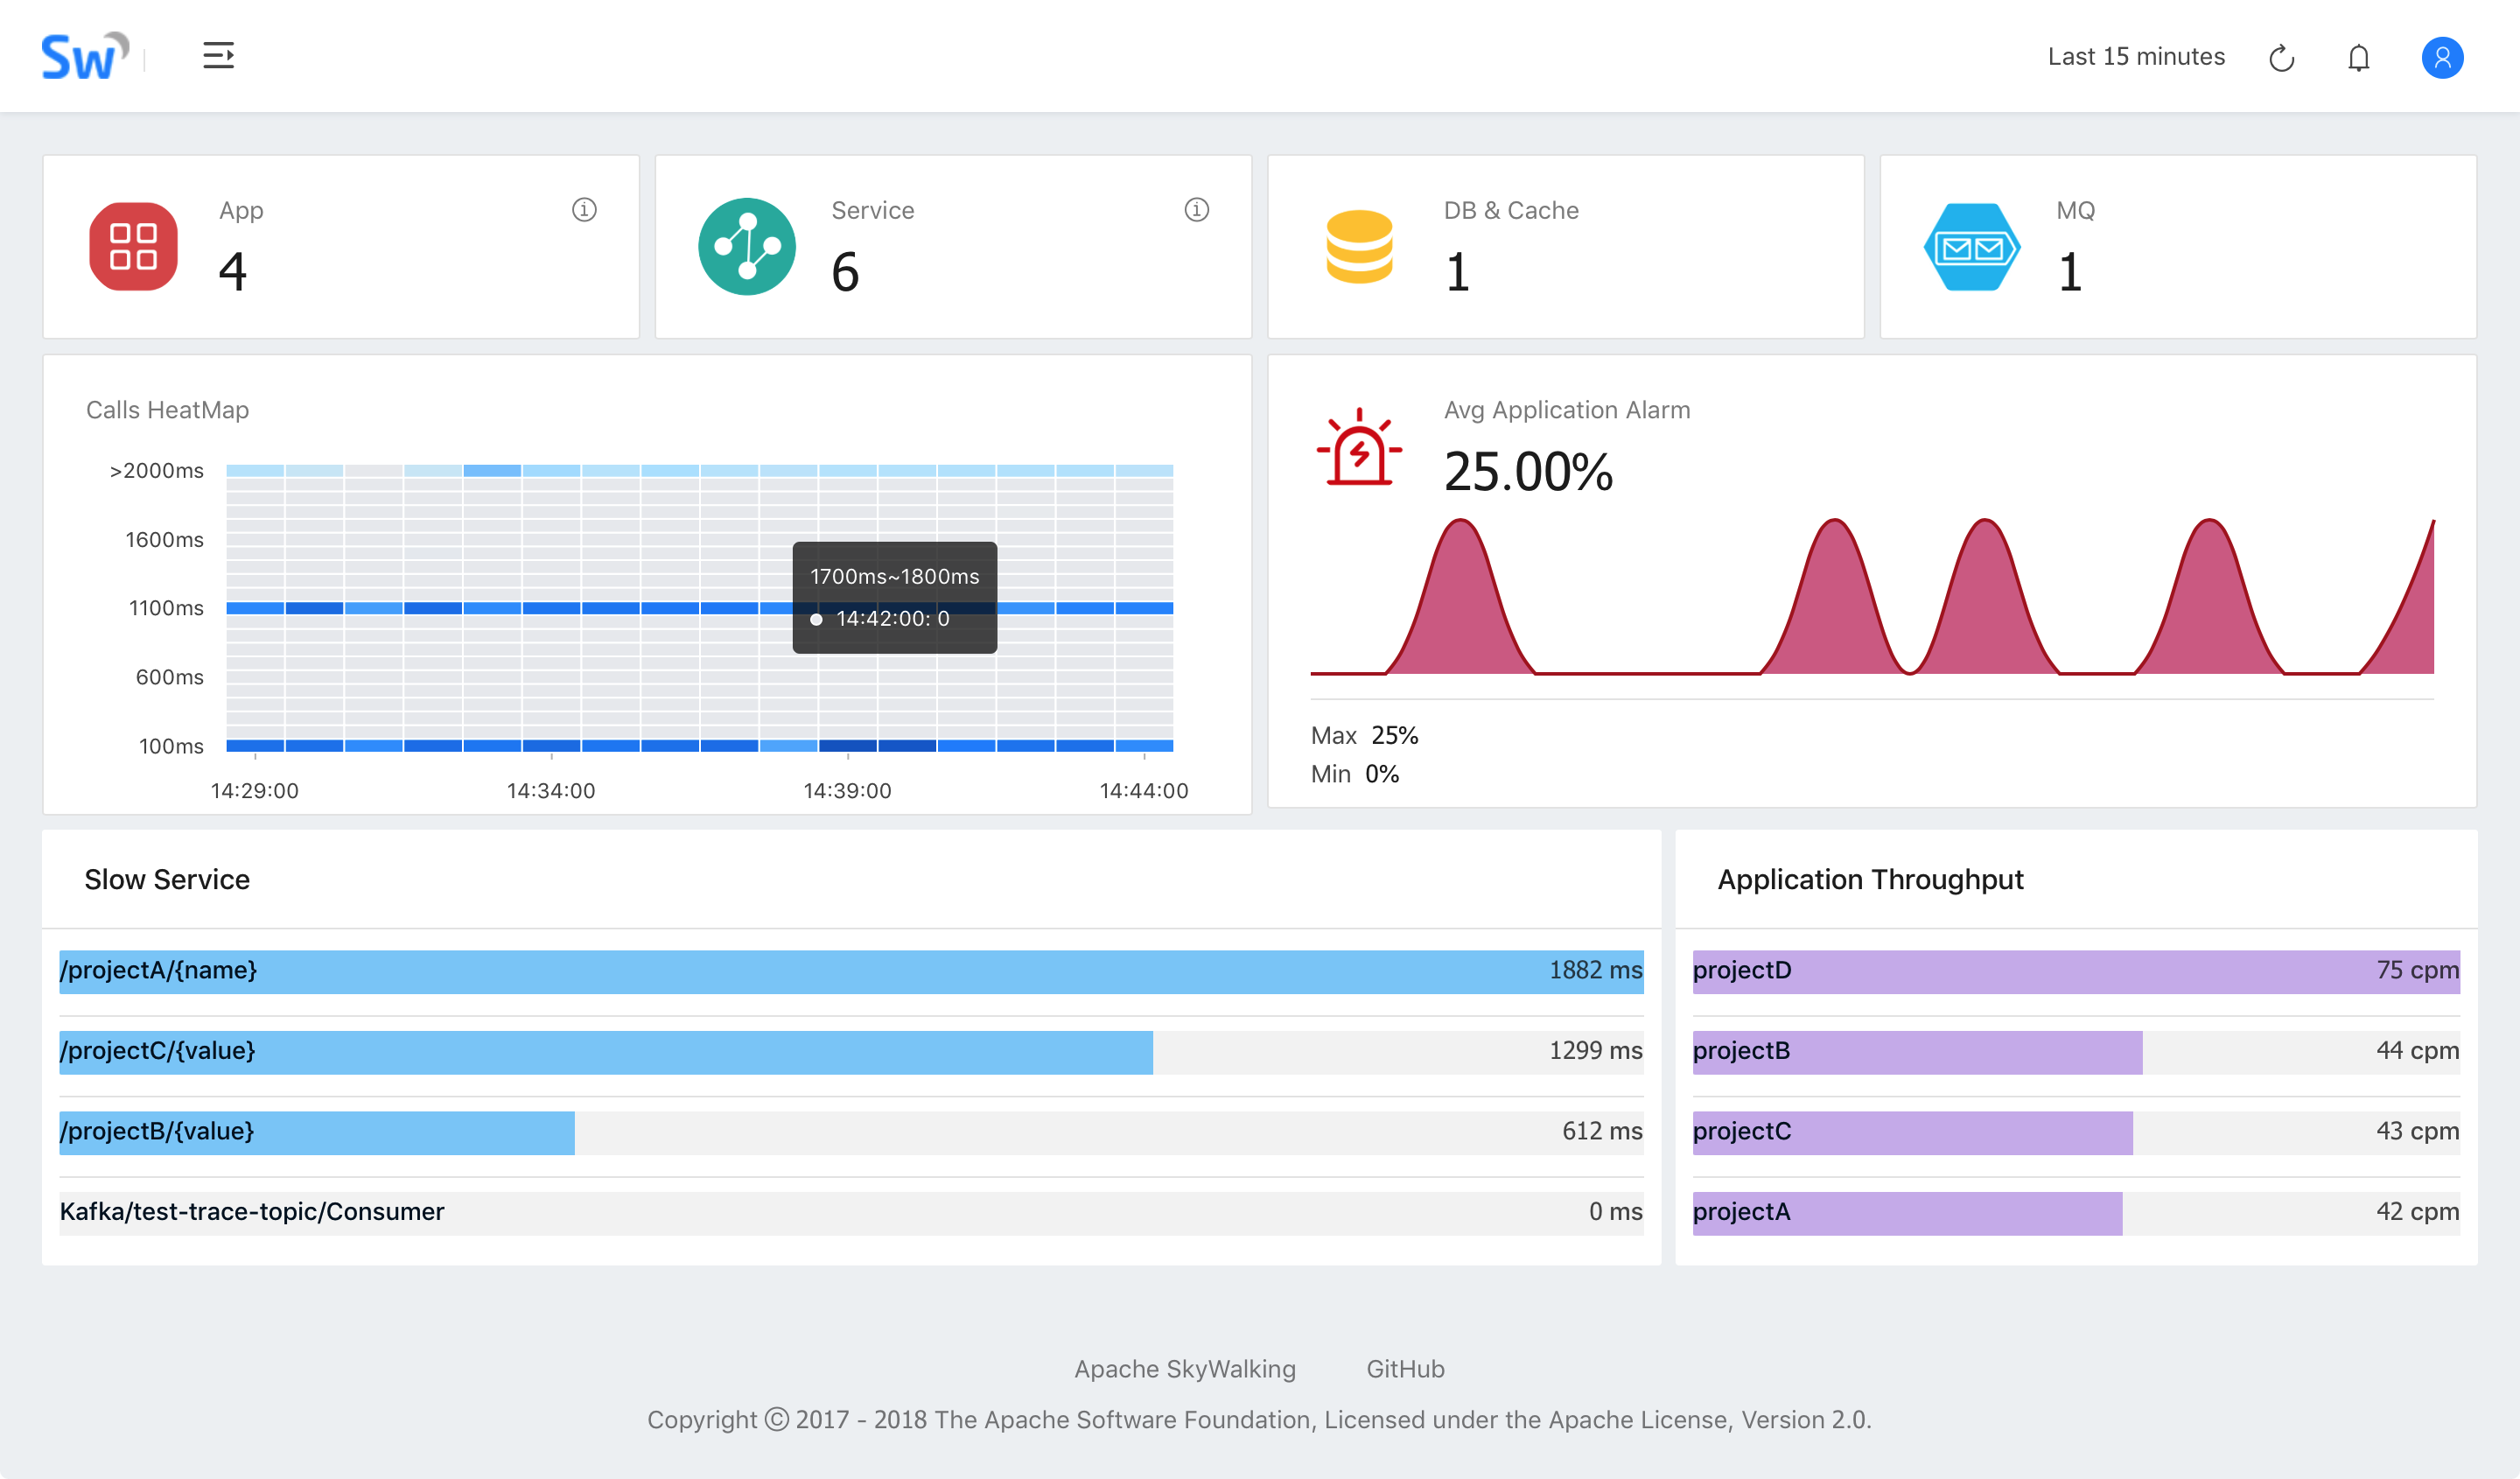 Sw
Last 15 minutes
App
4
Service
6
DB & Cache
1
MQ
1
Calls HeatMap
>2000ms
1600ms
1100ms
600ms
100ms
1700ms~1800ms
14:42:00: 0
14:29:00 14:34:00 14:39:00 14:44:00
Avg Application Alarm
25.00%
Max 25%
Min 0%
Slow Service
/projectA/{name} 1882 ms
/projectC/{value} 1299 ms
/projectB/{value} 612 ms
Kafka/test-trace-topic/Consumer 0 ms
Application Throughput
projectD 75 cpm
projectB 44 cpm
projectC 43 cpm
projectA 42 cpm
Apache SkyWalking GitHub
Copyright © 2017 - 2018 The Apache Software Foundation, Licensed under the Apache License, Version 2.0.